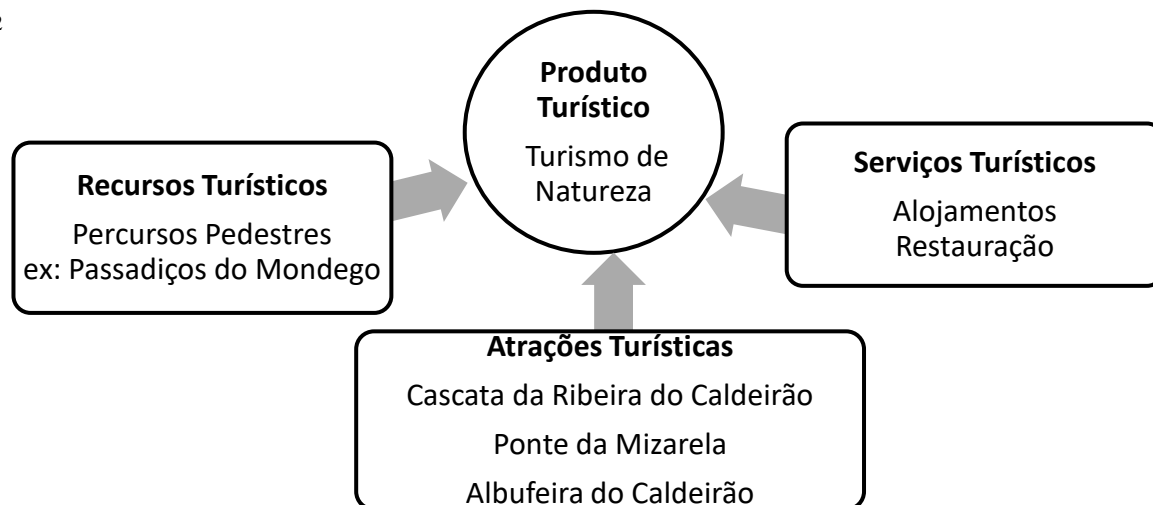 Produto
Turístico
Turismo de
Natureza
Recursos Turísticos
Percursos Pedestres
ex: Passadiços do Mondego
Serviços Turísticos
Alojamentos
Restauração
Atrações Turísticas
Cascata da Ribeira do Caldeirão
Ponte da Mizarela
Albufeira do Caldeirão